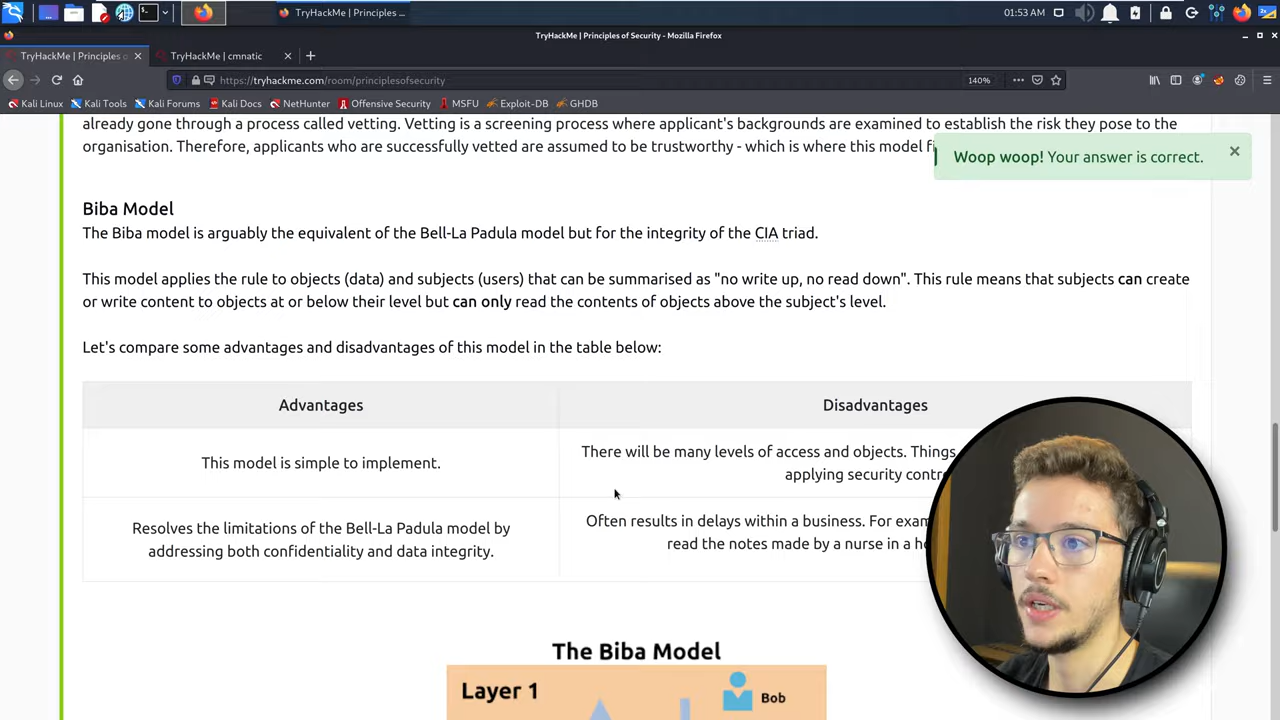 TryHackMe | Principles ...
01:53 AM
TryHackMe | Principles of Security - Mozilla Firefox
TryHackMe | Principles o
TryHackMe | cmnatic
https://tryhackme.com/room/principlesofsecurity
140%
Kali Linux
Kali Tools
Kali Forums
Kali Docs
NetHunter
Offensive Security
MSFU
Exploit-DB
GHDB
already gone through a process called vetting. Vetting is a screening process where applicant's backgrounds are examined to establish the risk they pose to the
organisation. Therefore, applicants who are successfully vetted are assumed to be trustworthy - which is where this model
Woop woop! Your answer is correct.
Biba Model
The Biba model is arguably the equivalent of the Bell-La Padula model but for the integrity of the CIA triad.
This model applies the rule to objects (data) and subjects (users) that can be summarised as "no write up, no read down". This rule means that subjects can create
or write content to objects at or below their level but can only read the contents of objects above the subject's level.
Let's compare some advantages and disadvantages of this model in the table below:
Advantages
Disadvantages
This model is simple to implement.
There will be many levels of access and objects. Things
applying security
Resolves the limitations of the Bell-La Padula model by
addressing both confidentiality and data integrity.
Often results in delays within a business. For
read the notes made by a nurse in a
The Biba Model
Layer 1
Bob